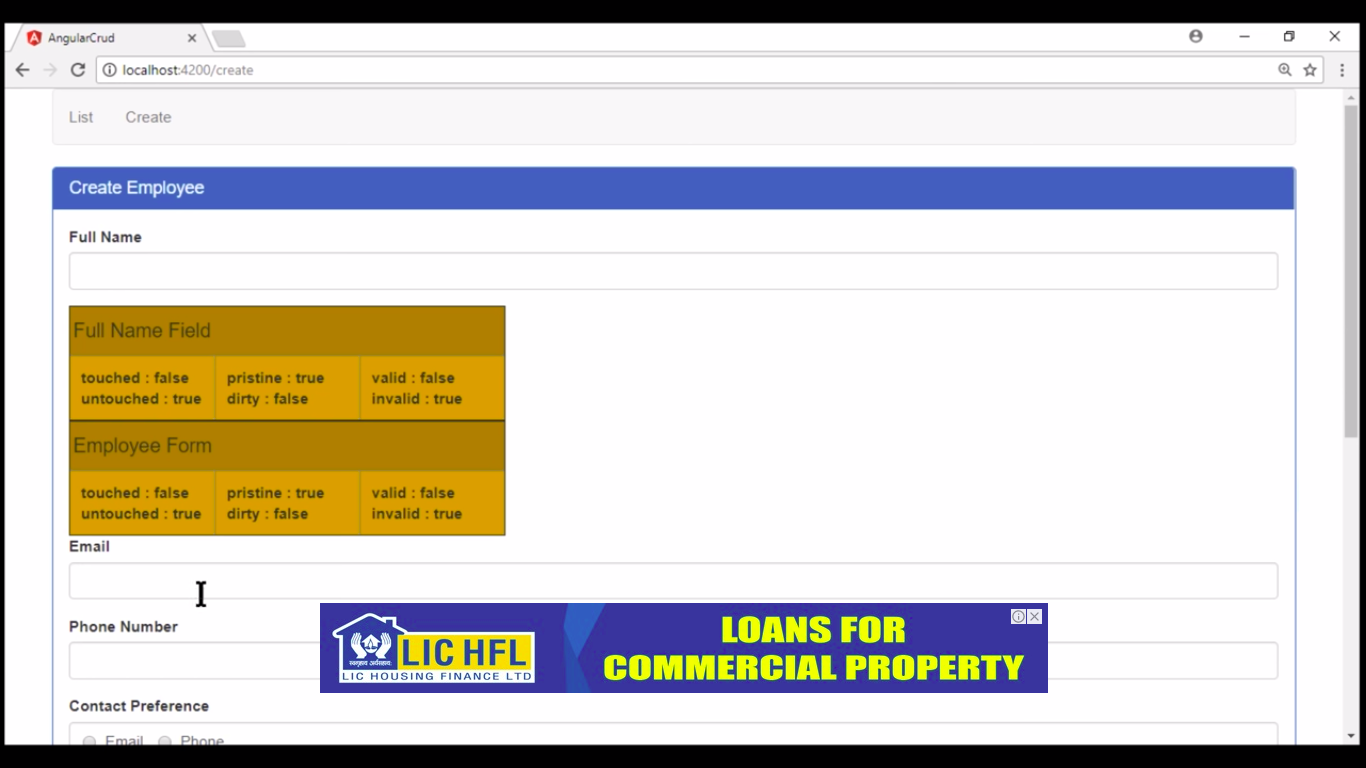 AngularCrud
localhost:4200/create
List Create
Create Employee
Full Name
Full Name Field
touched : false pristine : true valid : false
untouched : true dirty : false invalid : true
Employee Form
touched : false pristine : true valid : false
untouched : true dirty : false invalid : true
Email
Phone Number
LIC HFL
LIC HOUSING FINANCE LTD
LOANS FOR
COMMERCIAL PROPERTY
Contact Preference
Email Phone